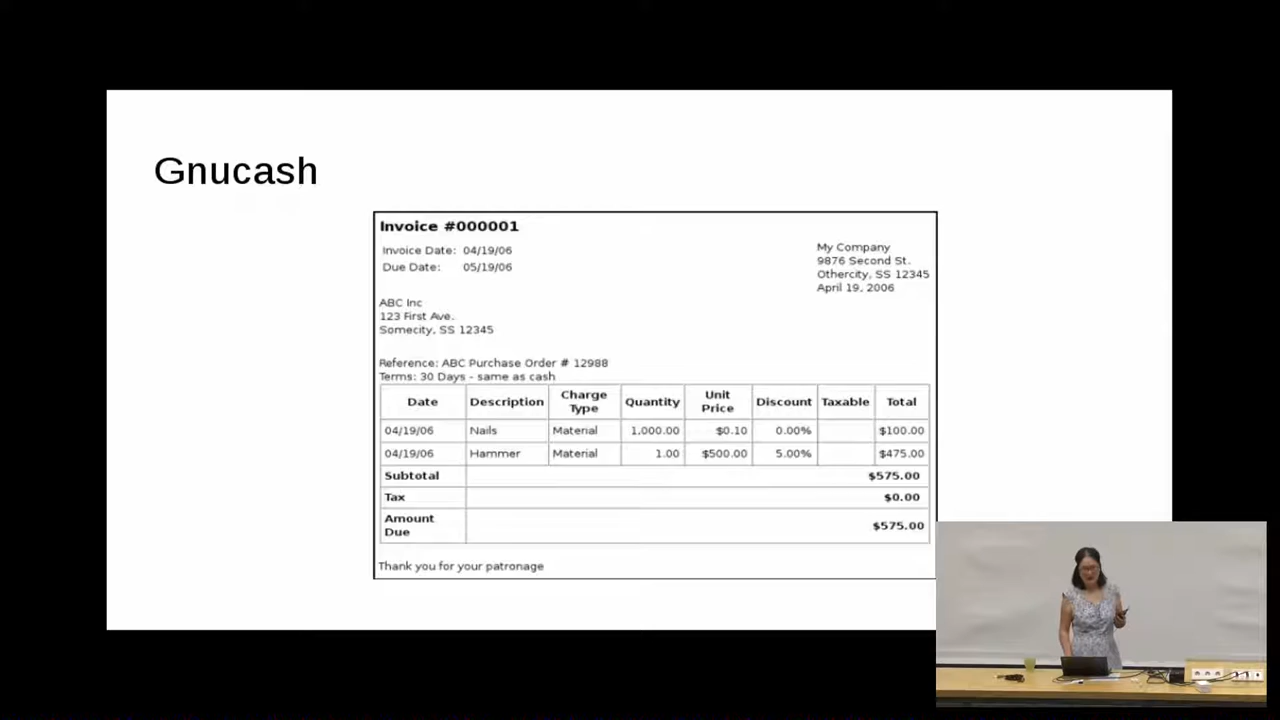 Gnucash
Invoice #000001
Invoice Date: 04/19/06
Due Date: 05/19/06
My Company
9876 Second St.
Othercity, SS 12345
April 19, 2006
ABC Inc
123 First Ave.
Somecity, SS 12345
Reference: ABC Purchase Order # 12988
Terms: 30 Days - same as cash
Date Description Charge Type Quantity Unit Price Discount Taxable Total
04/19/06 Nails Material 1,000.00 $0.10 0.00% $100.00
04/19/06 Hammer Material 1.00 $500.00 5.00% $475.00
Subtotal $575.00
Tax $0.00
Amount Due $575.00
Thank you for your patronage